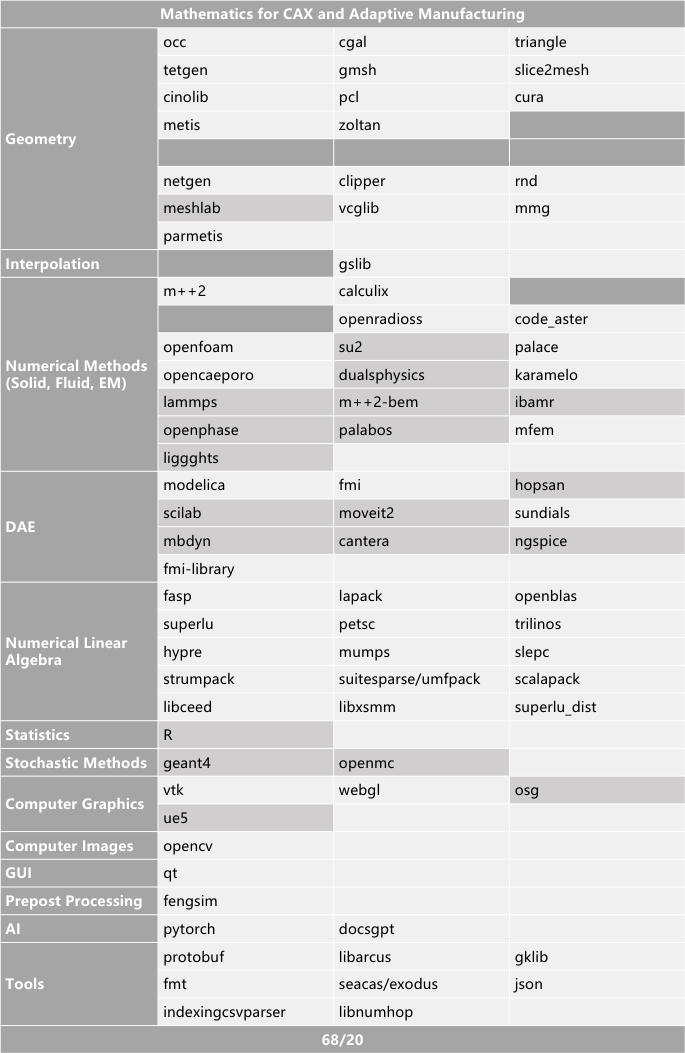 Mathematics for CAX and Adaptive Manufacturing
Geometry
occ cgal triangle
tetgen gmsh slice2mesh
cinolib pcl cura
metis zoltan
netgen clipper rnd
meshlab vcglib mmg
parmetis
Interpolation
gslib
Numerical Methods
(Solid, Fluid, EM)
m++2 calculix
openradioss code_aster
openfoam su2 palace
opencaeporo dualsphysics karamelo
lammps m++2-bem ibamr
openphase palabos mfem
liggghts
DAE
modelica fmi hopsan
scilab moveit2 sundials
mbdyn cantera ngspice
fmi-library
Numerical Linear
Algebra
fasp lapack openblas
superlu petsc trilinos
hypre mumps slepc
strumpack suitesparse/umfpack scalapack
libceed libxsmm superlu_dist
Statistics
R
Stochastic Methods
geant4 openmc
Computer Graphics
vtk webgl osg
ue5
Computer Images
opencv
GUI
qt
Prepost Processing
fengsim
AI
pytorch docsgpt
Tools
protobuf libarcus gklib
fmt seacas/exodus json
indexingcsvparser libnumhop
68/20